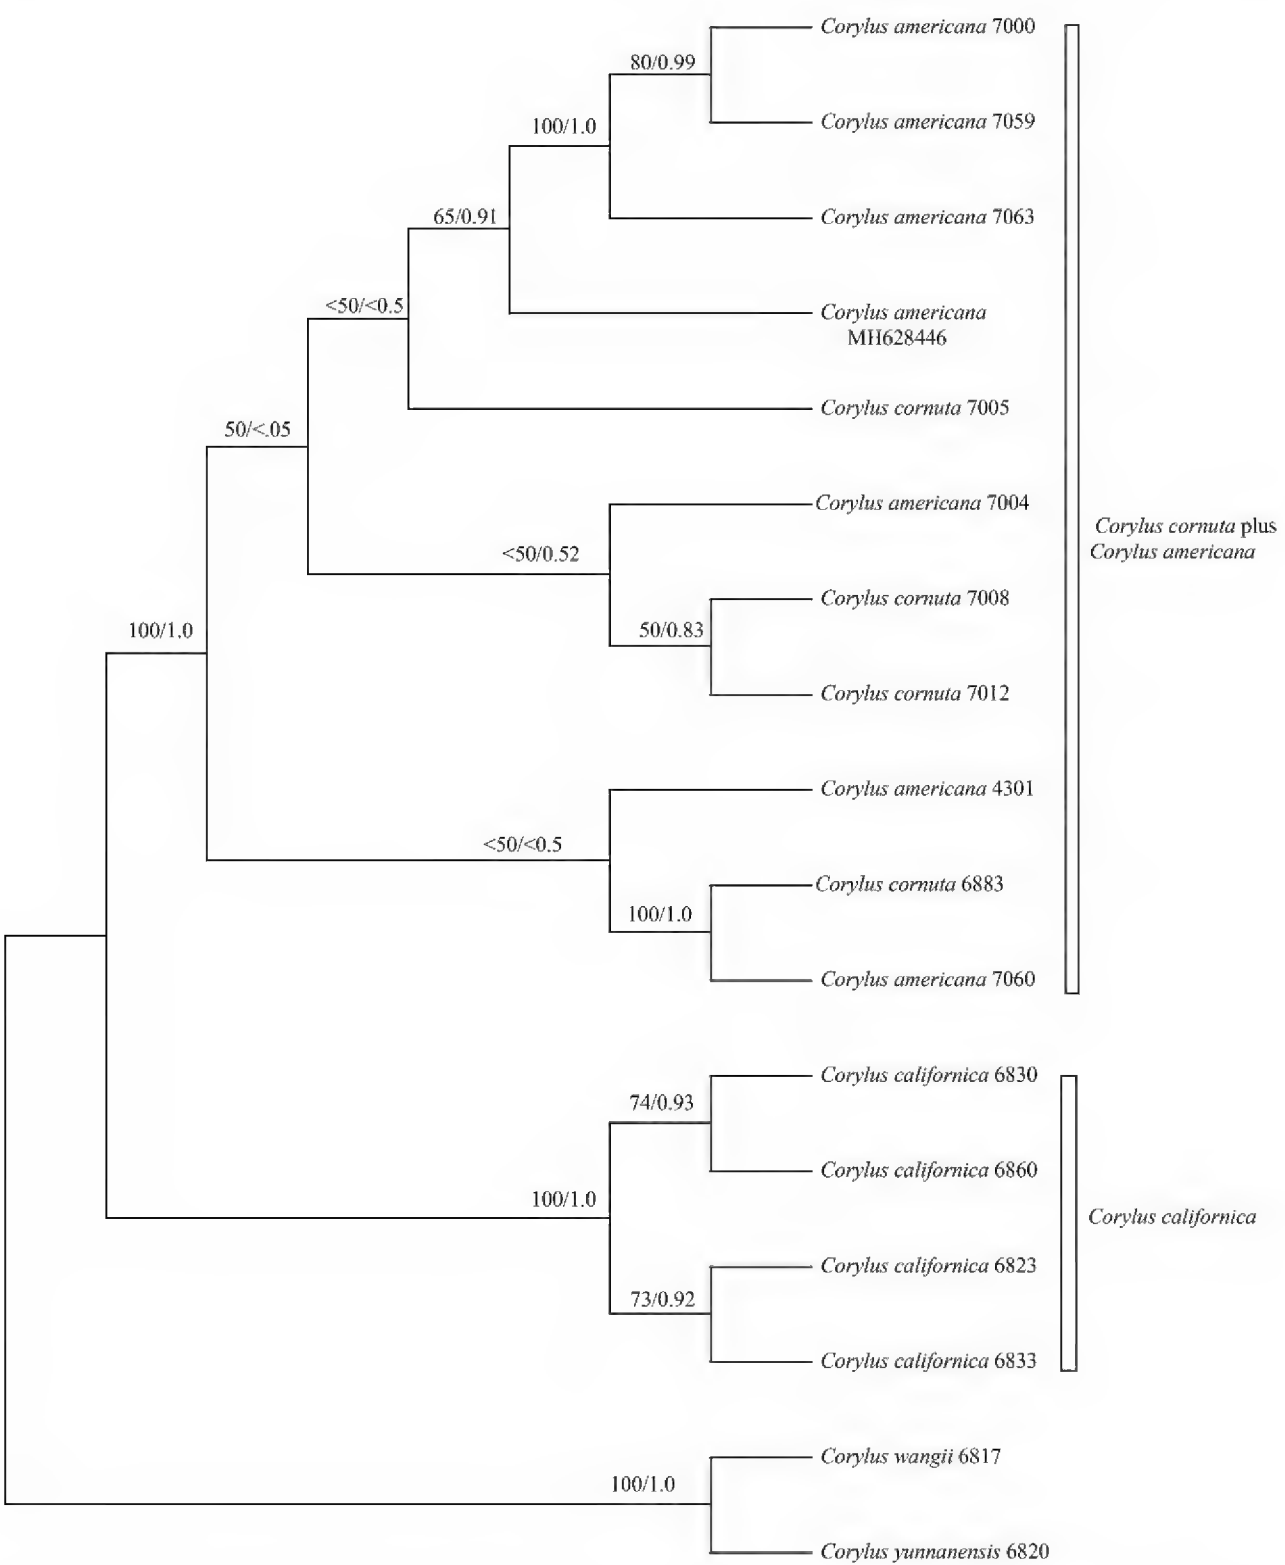 Corylus americana 7000
80/0.99
Corylus americana 7059
100/1.0
65/0.91
Corylus americana 7063
<50/<0.5
Corylus americana
MH628446
50/<.05
Corylus cornuta 7005
Corylus americana 7004
Corylus cornuta plus
Corylus americana
<50/0.52
Corylus cornuta 7008
100/1.0
50/0.83
Corylus cornuta 7012
Corylus americana 4301
<50/<0.5
Corylus cornuta 6883
100/1.0
Corylus americana 7060
Corylus californica 6830
74/0.93
Corylus californica 6860
100/1.0
Corylus californica
Corylus californica 6823
73/0.92
Corylus californica 6833
Corylus wangii 6817
100/1.0
Corylus yunnanensis 6820